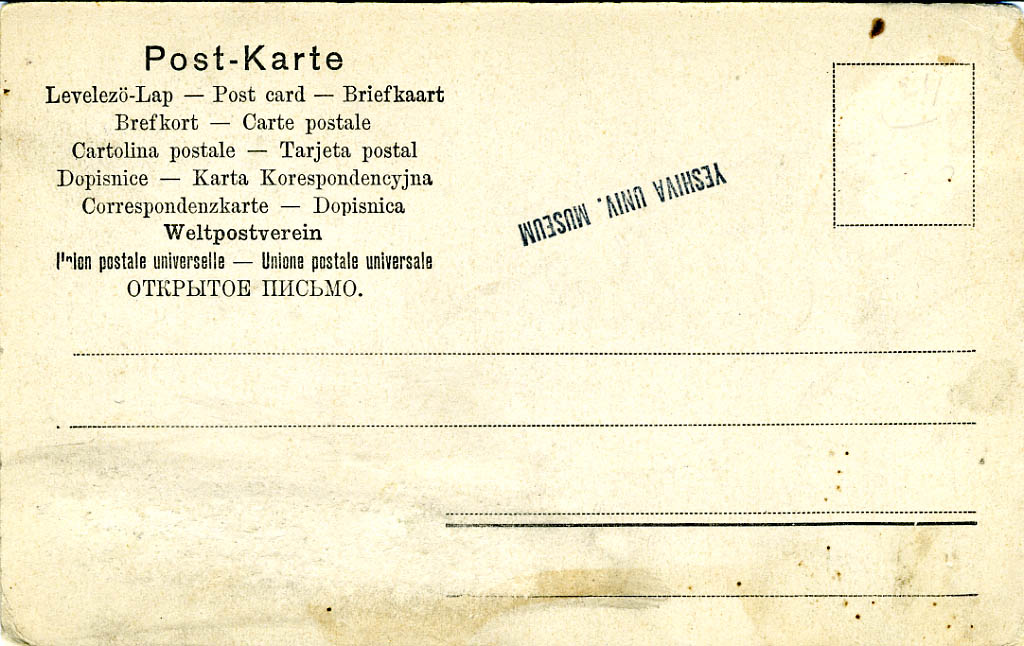 Post-Karte
Levelezö-Lap — Post card — Briefkaart
Brefkort — Carte postale
Cartolina postale — Tarjeta postal
Dopisnice — Karta Korespondencyjna
Correspondenzkarte — Dopisnica
Weltpostverein
Union postale universelle — Unione postale universale
ОТКРЫТОЕ ПИСЬМО.
YESHIVA UNIV. MUSEUM